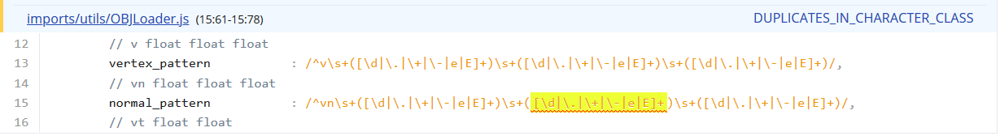 imports/utils/OBJLoader.js (15:61-15:78) DUPLICATES_IN_CHARACTER_CLASS
12 // v float float float
13 vertex_pattern : /^v\s+([\d|\.|\+|\-|e|E]+)\s+([\d|\.|\+|\-|e|E]+)\s+([\d|\.|\+|\-|e|E]+)/,
14 // vn float float float
15 normal_pattern : /^vn\s+([\d|\.|\+|\-|e|E]+)\s+([\d|\.|\+|\-|e|E]+)\s+([\d|\.|\+|\-|e|E]+)/,
16 // vt float float